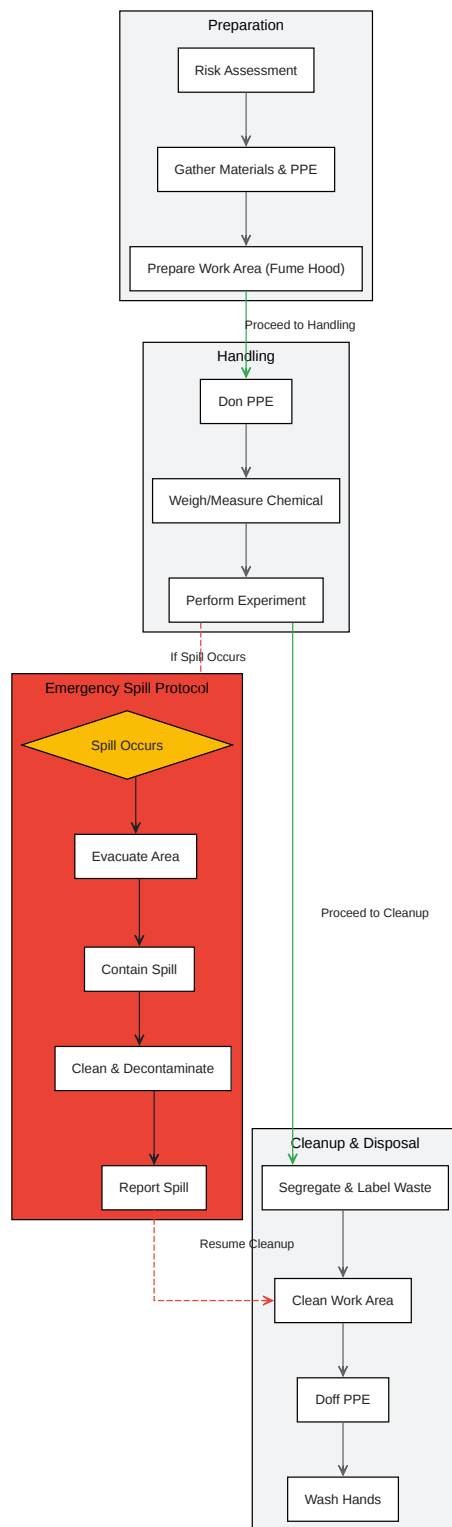 Preparation
Risk Assessment
Gather Materials & PPE
Prepare Work Area (Fume Hood)
Proceed to Handling
Handling
Don PPE
Weigh/Measure Chemical
Perform Experiment
If Spill Occurs
Emergency Spill Protocol
Spill Occurs
Evacuate Area
Contain Spill
Proceed to Cleanup
Clean & Decontaminate
Cleanup & Disposal
Report Spill
Segregate & Label Waste
Resume Cleanup
Clean Work Area
Doff PPE
Wash Hands